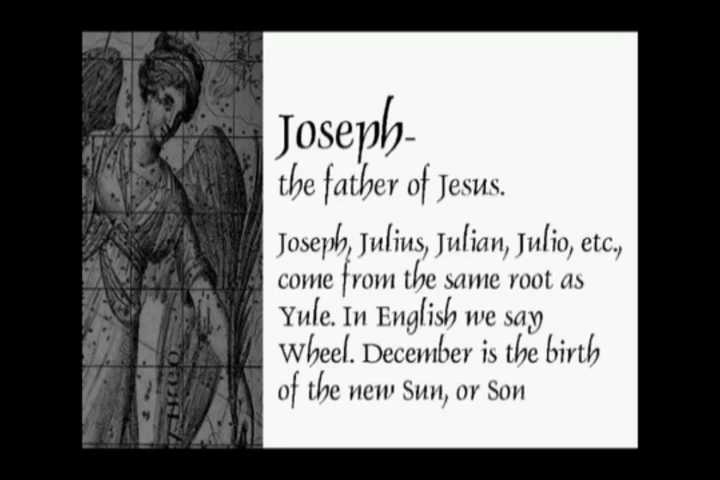 Joseph-
the father of Jesus.
Joseph, Julius, Julian, Julio, etc.,
come from the same root as
Yule. In English we say
Wheel. December is the birth
of the new Sun, or Son
VIRGO